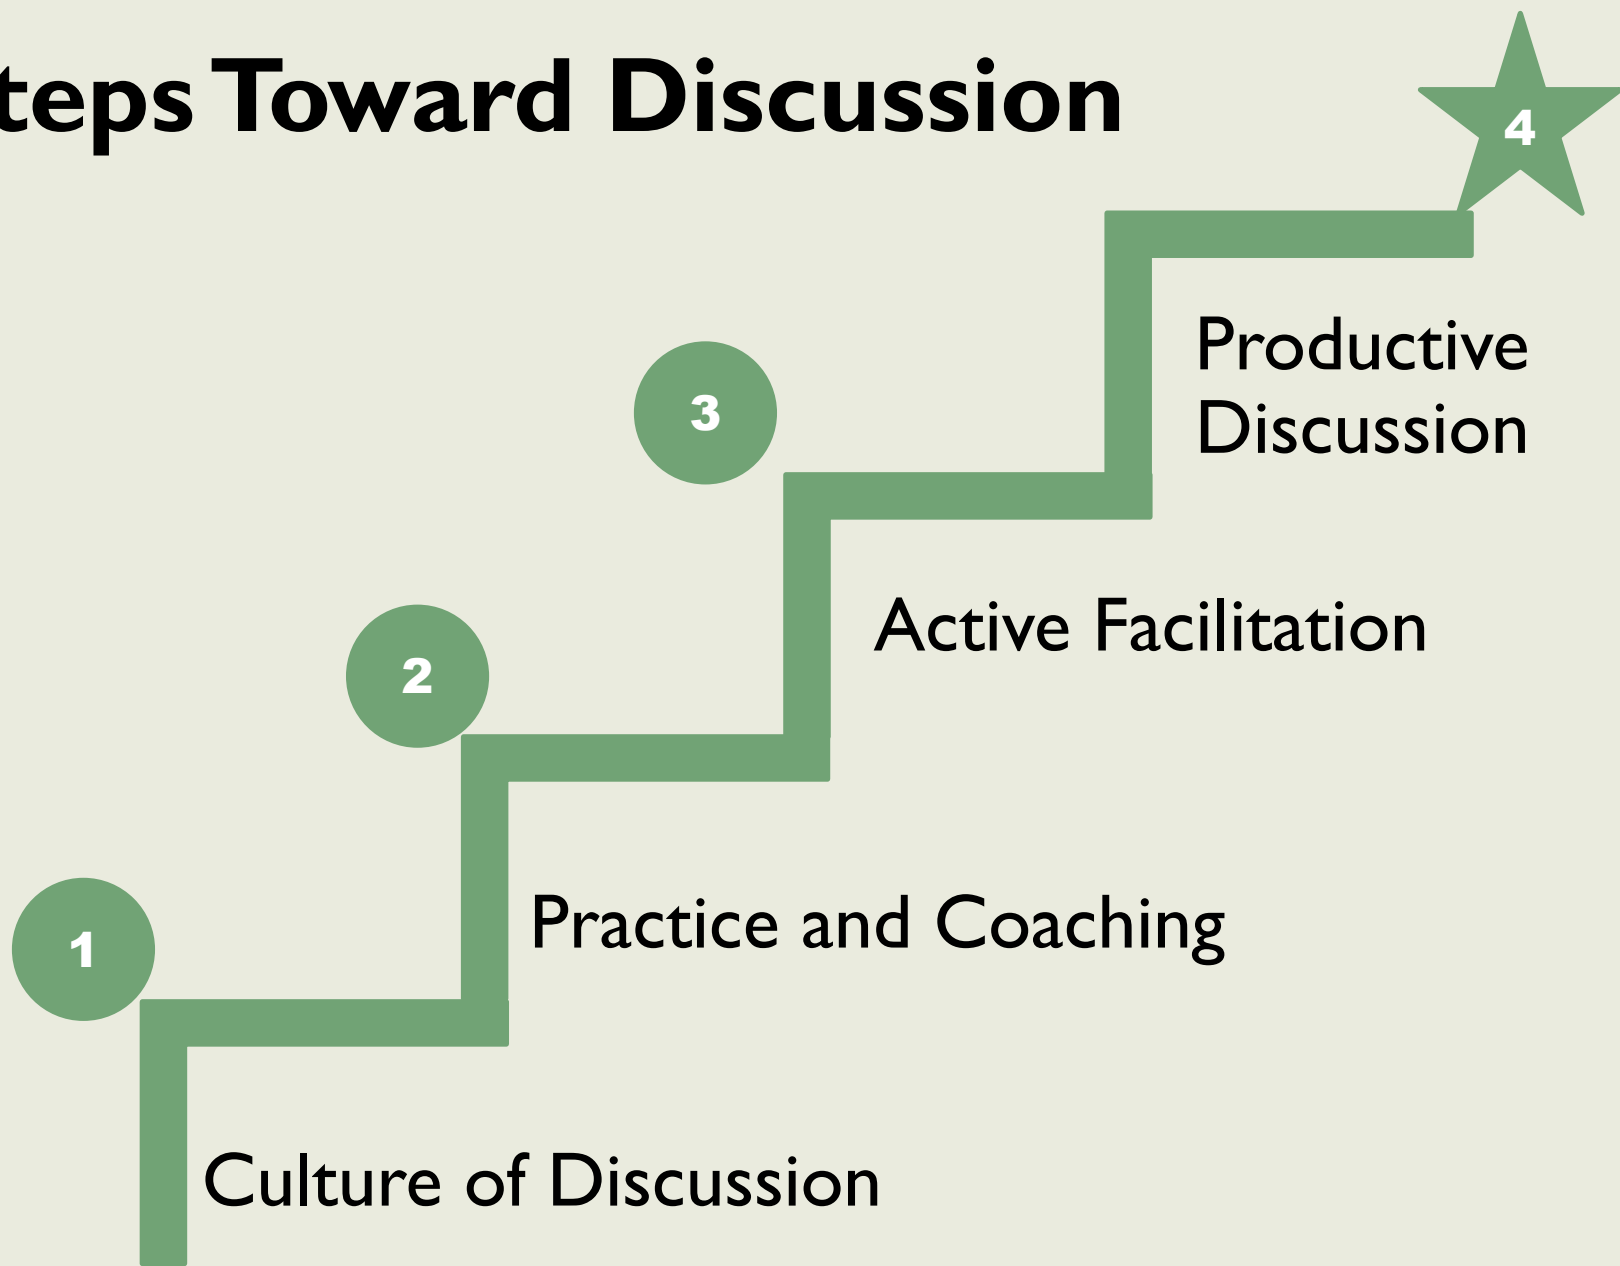 teps Toward Discussion
4
Productive
Discussion
3
Active Facilitation
2
Practice and Coaching
1
Culture of Discussion